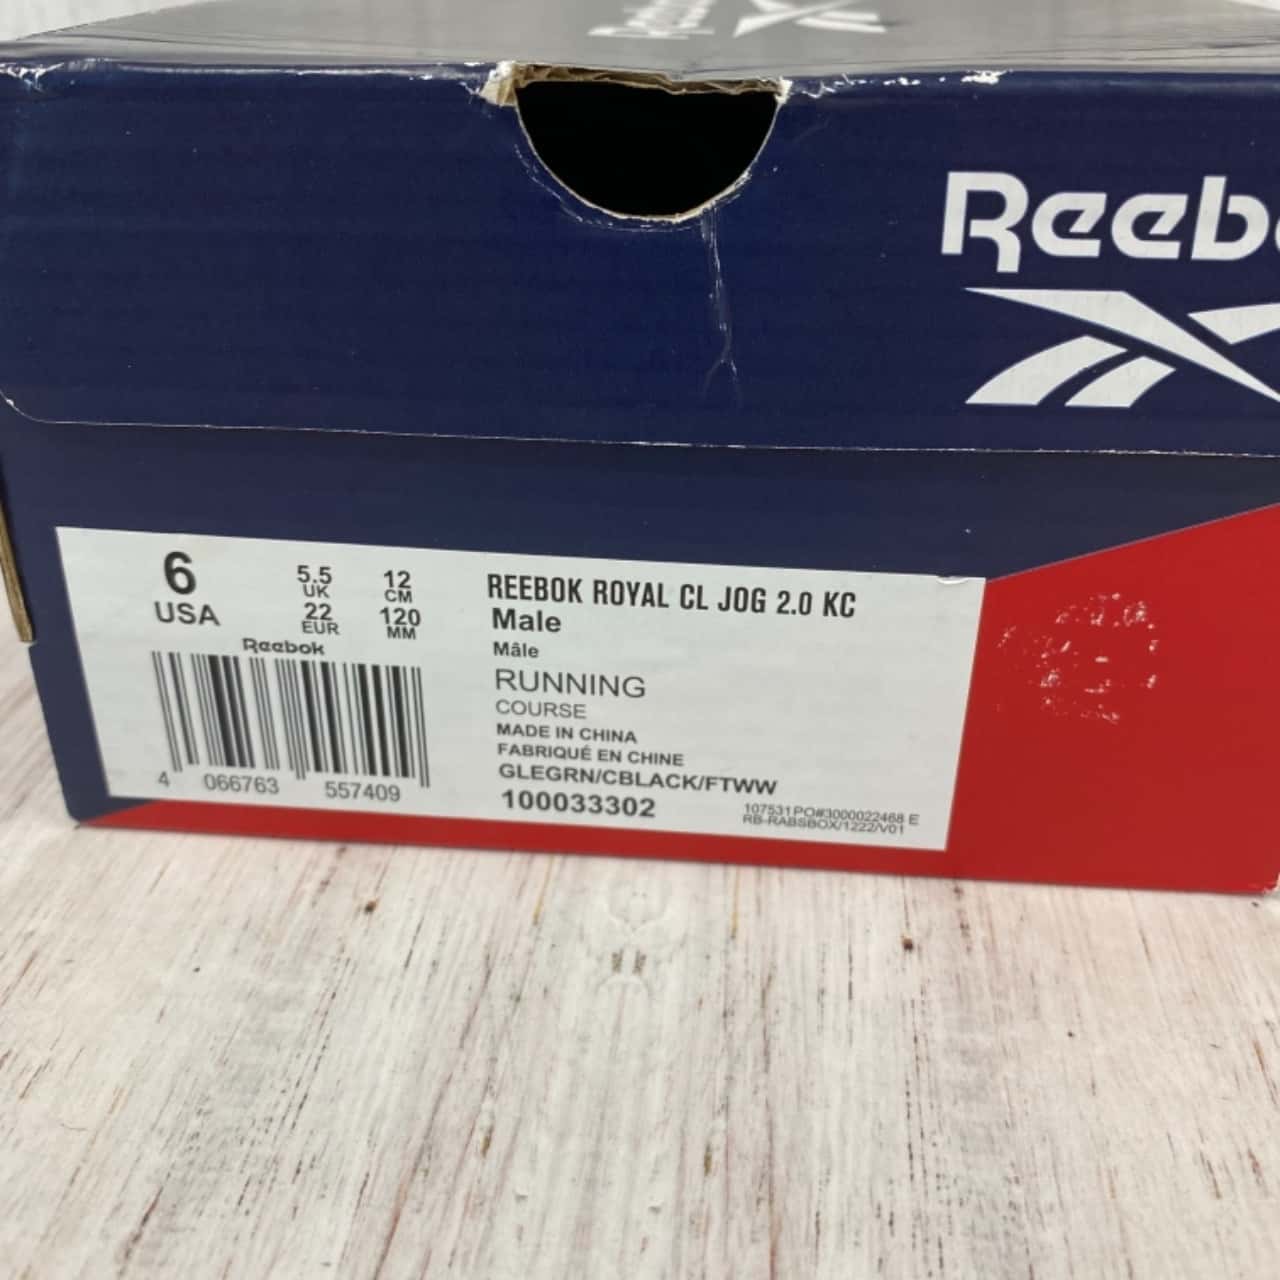 Reebok
Reeb
6
USA
5.5
UK
22
EUR
12
CM
120
MM
Reebok
4 066763 557409
REEBOK ROYAL CL JOG 2.0 KC
Male
Mâle
RUNNING
COURSE
MADE IN CHINA
FABRIQUÉ EN CHINE
GLEGRN/CBLACK/FTWW
100033302
107531PO#3000022468 E
RB-RABSBOX/1222/V01